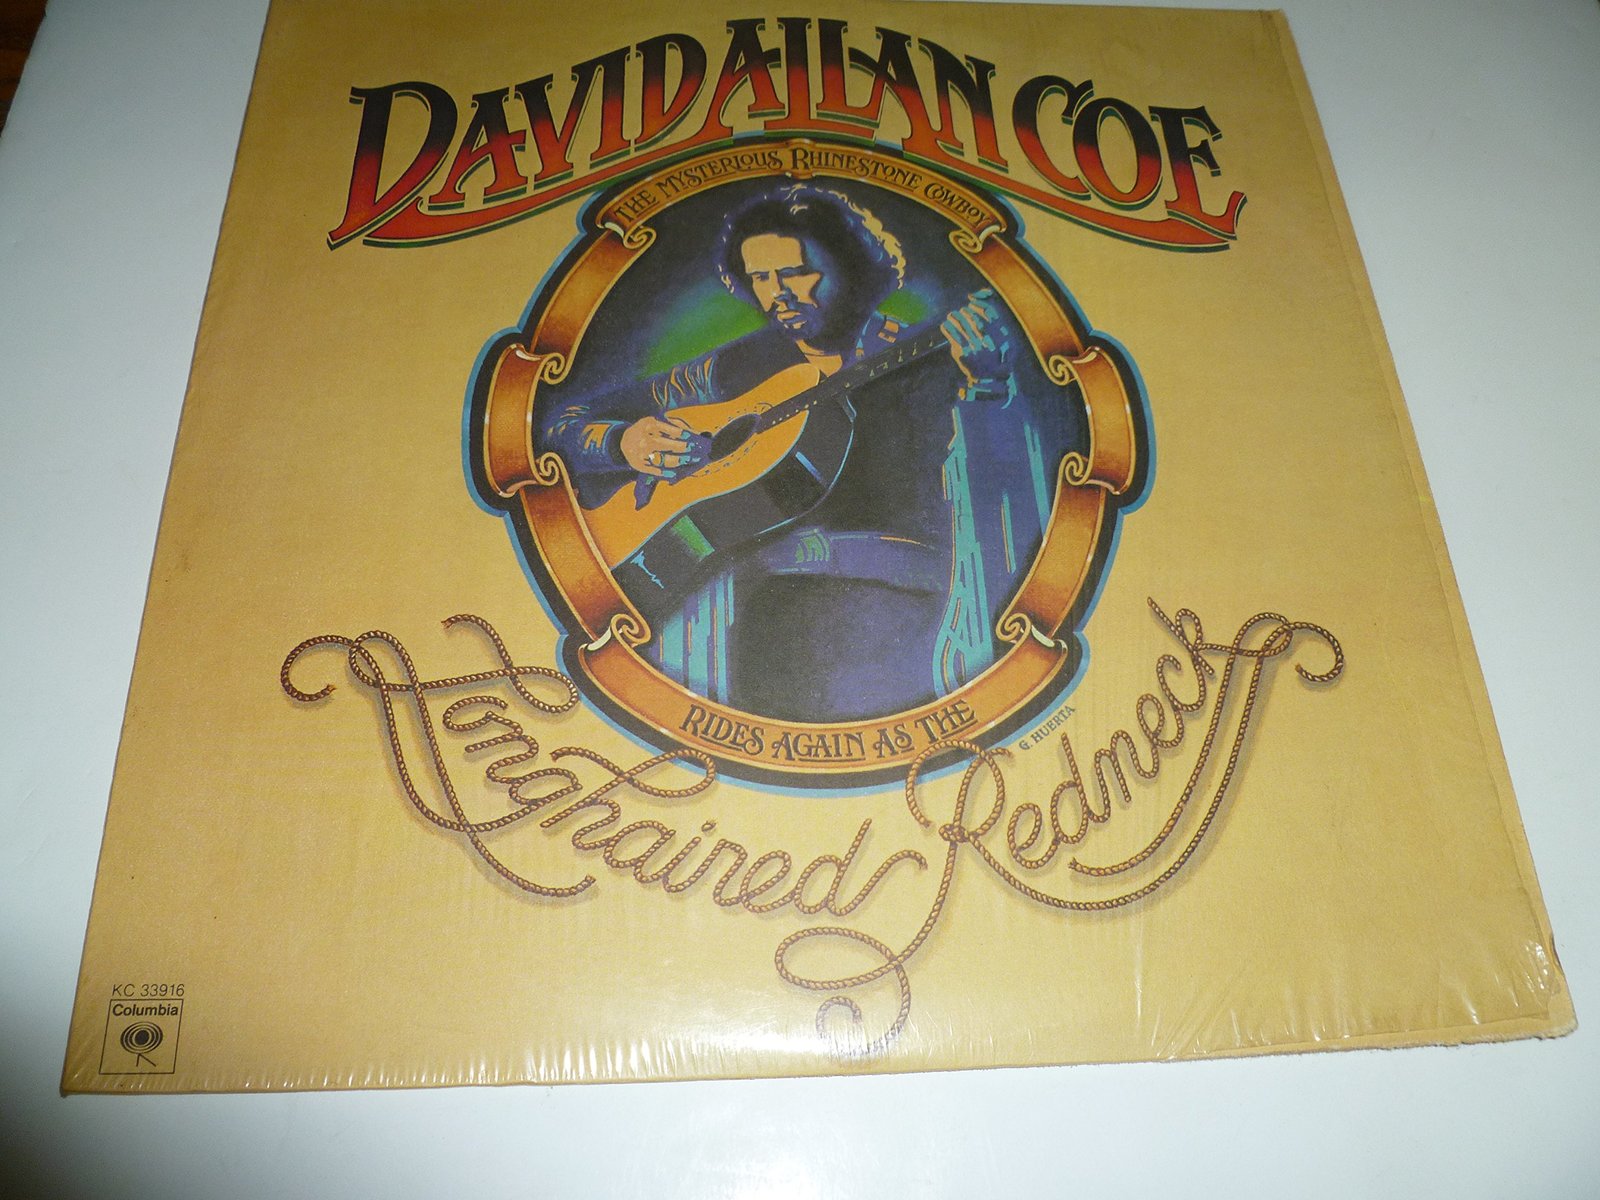 DAVID ALLAN COE
THE MYSTERIOUS RHINESTONE COWBOY
RIDES AGAIN AS THE
G. HUERTA
Longhaired Redneck
KC 33916
Columbia